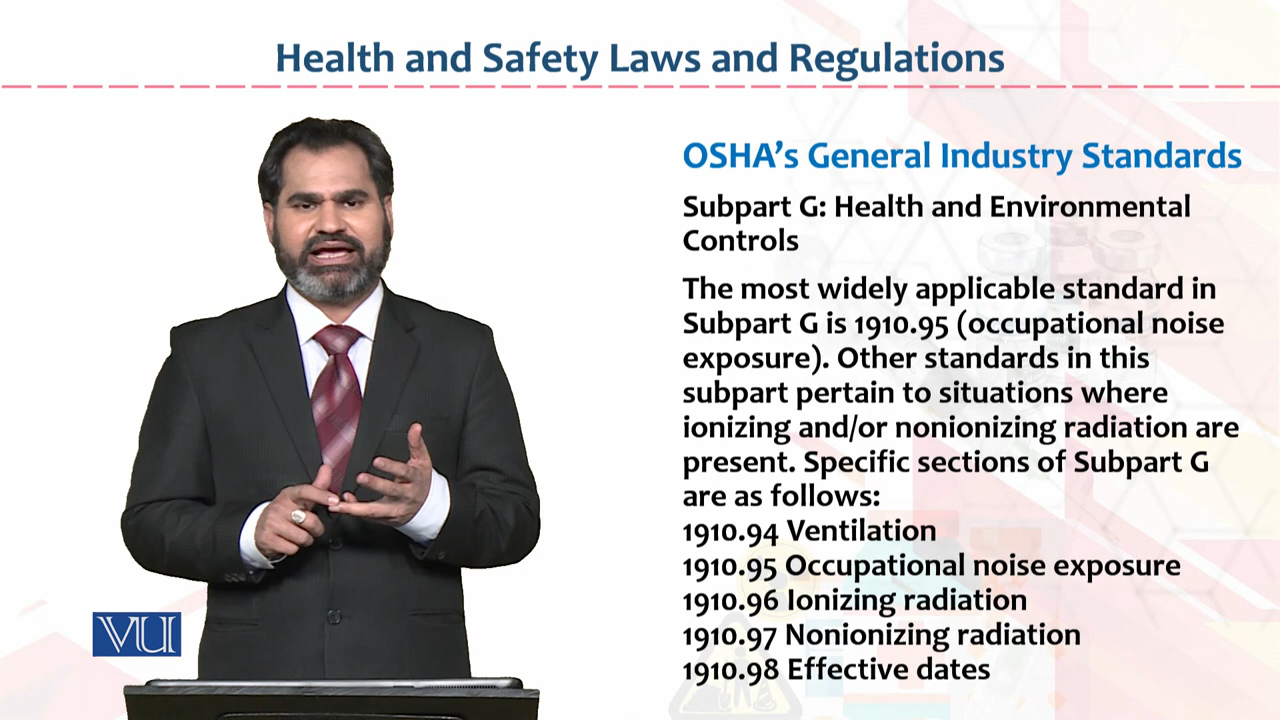 Health and Safety Laws and Regulations
OSHA’s General Industry Standards
Subpart G: Health and Environmental
Controls
The most widely applicable standard in
Subpart G is 1910.95 (occupational noise
exposure). Other standards in this
subpart pertain to situations where
ionizing and/or nonionizing radiation are
present. Specific sections of Subpart G
are as follows:
1910.94 Ventilation
1910.95 Occupational noise exposure
1910.96 Ionizing radiation
1910.97 Nonionizing radiation
1910.98 Effective dates
VU